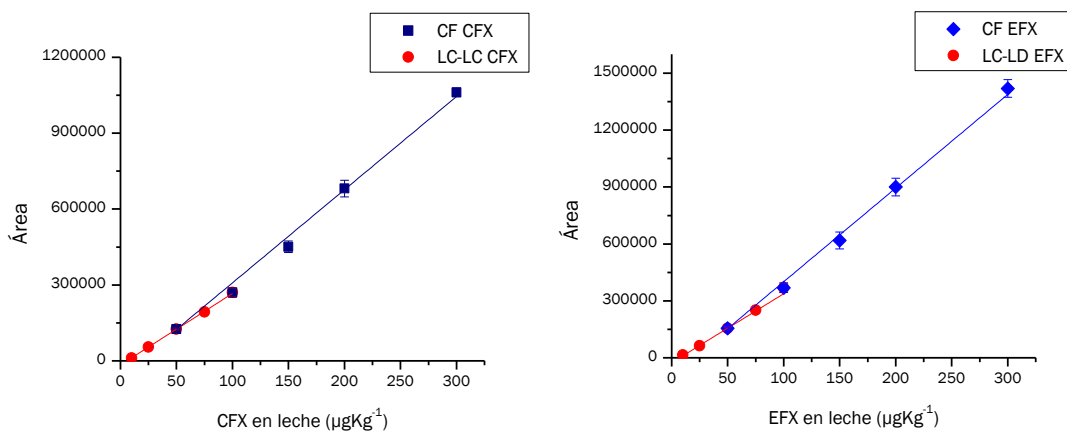 CF CFX
LC-LC CFX
1200000
900000
600000
300000
0
Área
0 50 100 150 200 250 300
CFX en leche (µgKg⁻¹)
CF EFX
LC-LD EFX
1500000
1200000
900000
600000
300000
0
Área
0 50 100 150 200 250 300
EFX en leche (µgKg⁻¹)